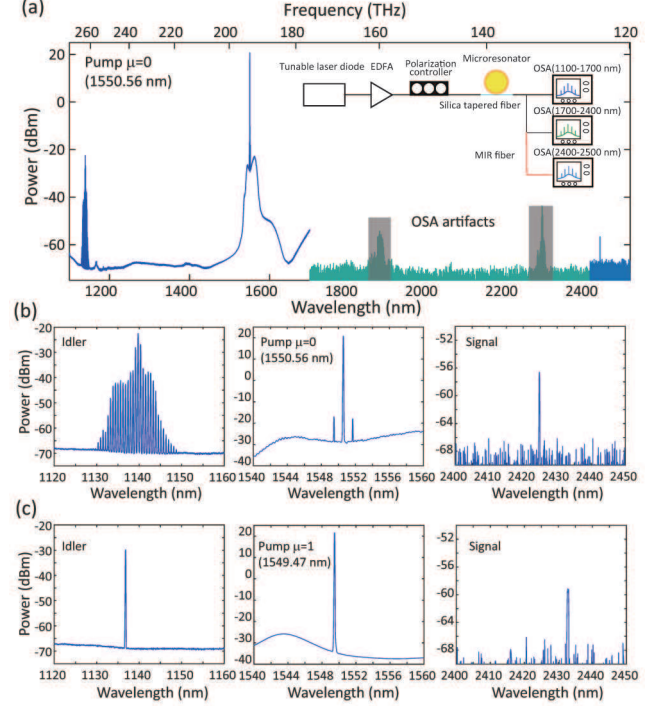 (a)
Frequency (THz)
260 220 190 175 160 150 140 130 120
Pump μ=0
(1550.56 nm)
Tunable laser diode
EDFA
Polarization
controller
Microresonator
Silica tapered fiber
MIR fiber
OSA(1100-1700 nm)
OSA(1700-2400 nm)
OSA(2400-2500 nm)
OSA artifacts
Power (dBm)
20
0
-20
-40
-60
1200 1400 1600 1800 2000 2200 2400
Wavelength (nm)
(b)
Idler
Power (dBm)
-20
-30
-40
-50
-60
-70
1120 1130 1140 1150 1160
Wavelength (nm)
Pump μ=0
(1550.56 nm)
20
10
0
-10
-20
-30
-40
1540 1544 1548 1552 1556 1560
Wavelength (nm)
Signal
-52
-56
-60
-64
-68
2400 2410 2420 2430 2440 2450
Wavelength (nm)
(c)
Idler
Power (dBm)
-20
-30
-40
-50
-60
-70
1120 1130 1140 1150 1160
Wavelength (nm)
Pump μ=1
(1549.47 nm)
20
10
0
-10
-20
-30
-40
1540 1544 1548 1552 1556 1560
Wavelength (nm)
Signal
-52
-56
-60
-64
-68
2400 2410 2420 2430 2440 2450
Wavelength (nm)